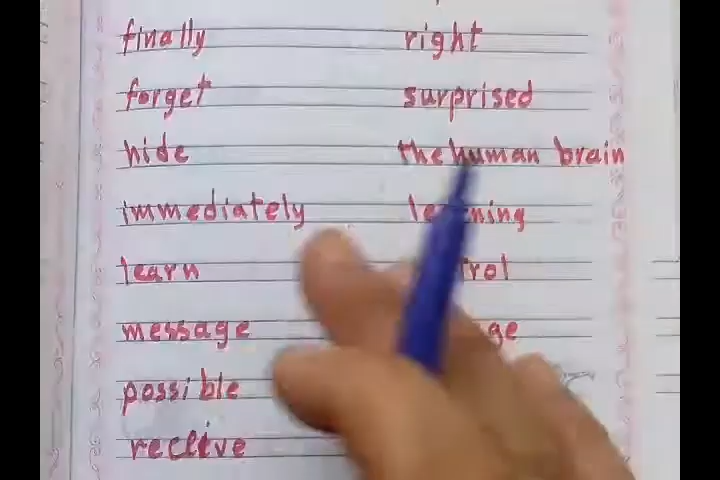 finally
forget
hide
immediately
learn
message
possible
receive
right
surprised
the human brain